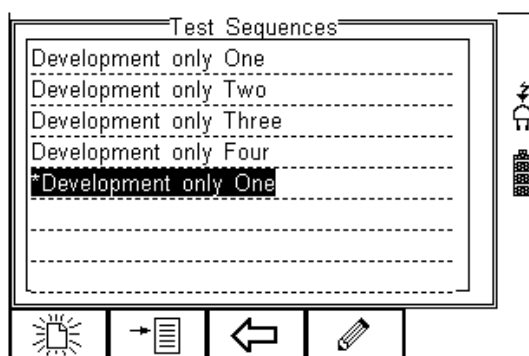 Test Sequences
Development only One
Development only Two
Development only Three
Development only Four
*Development only One